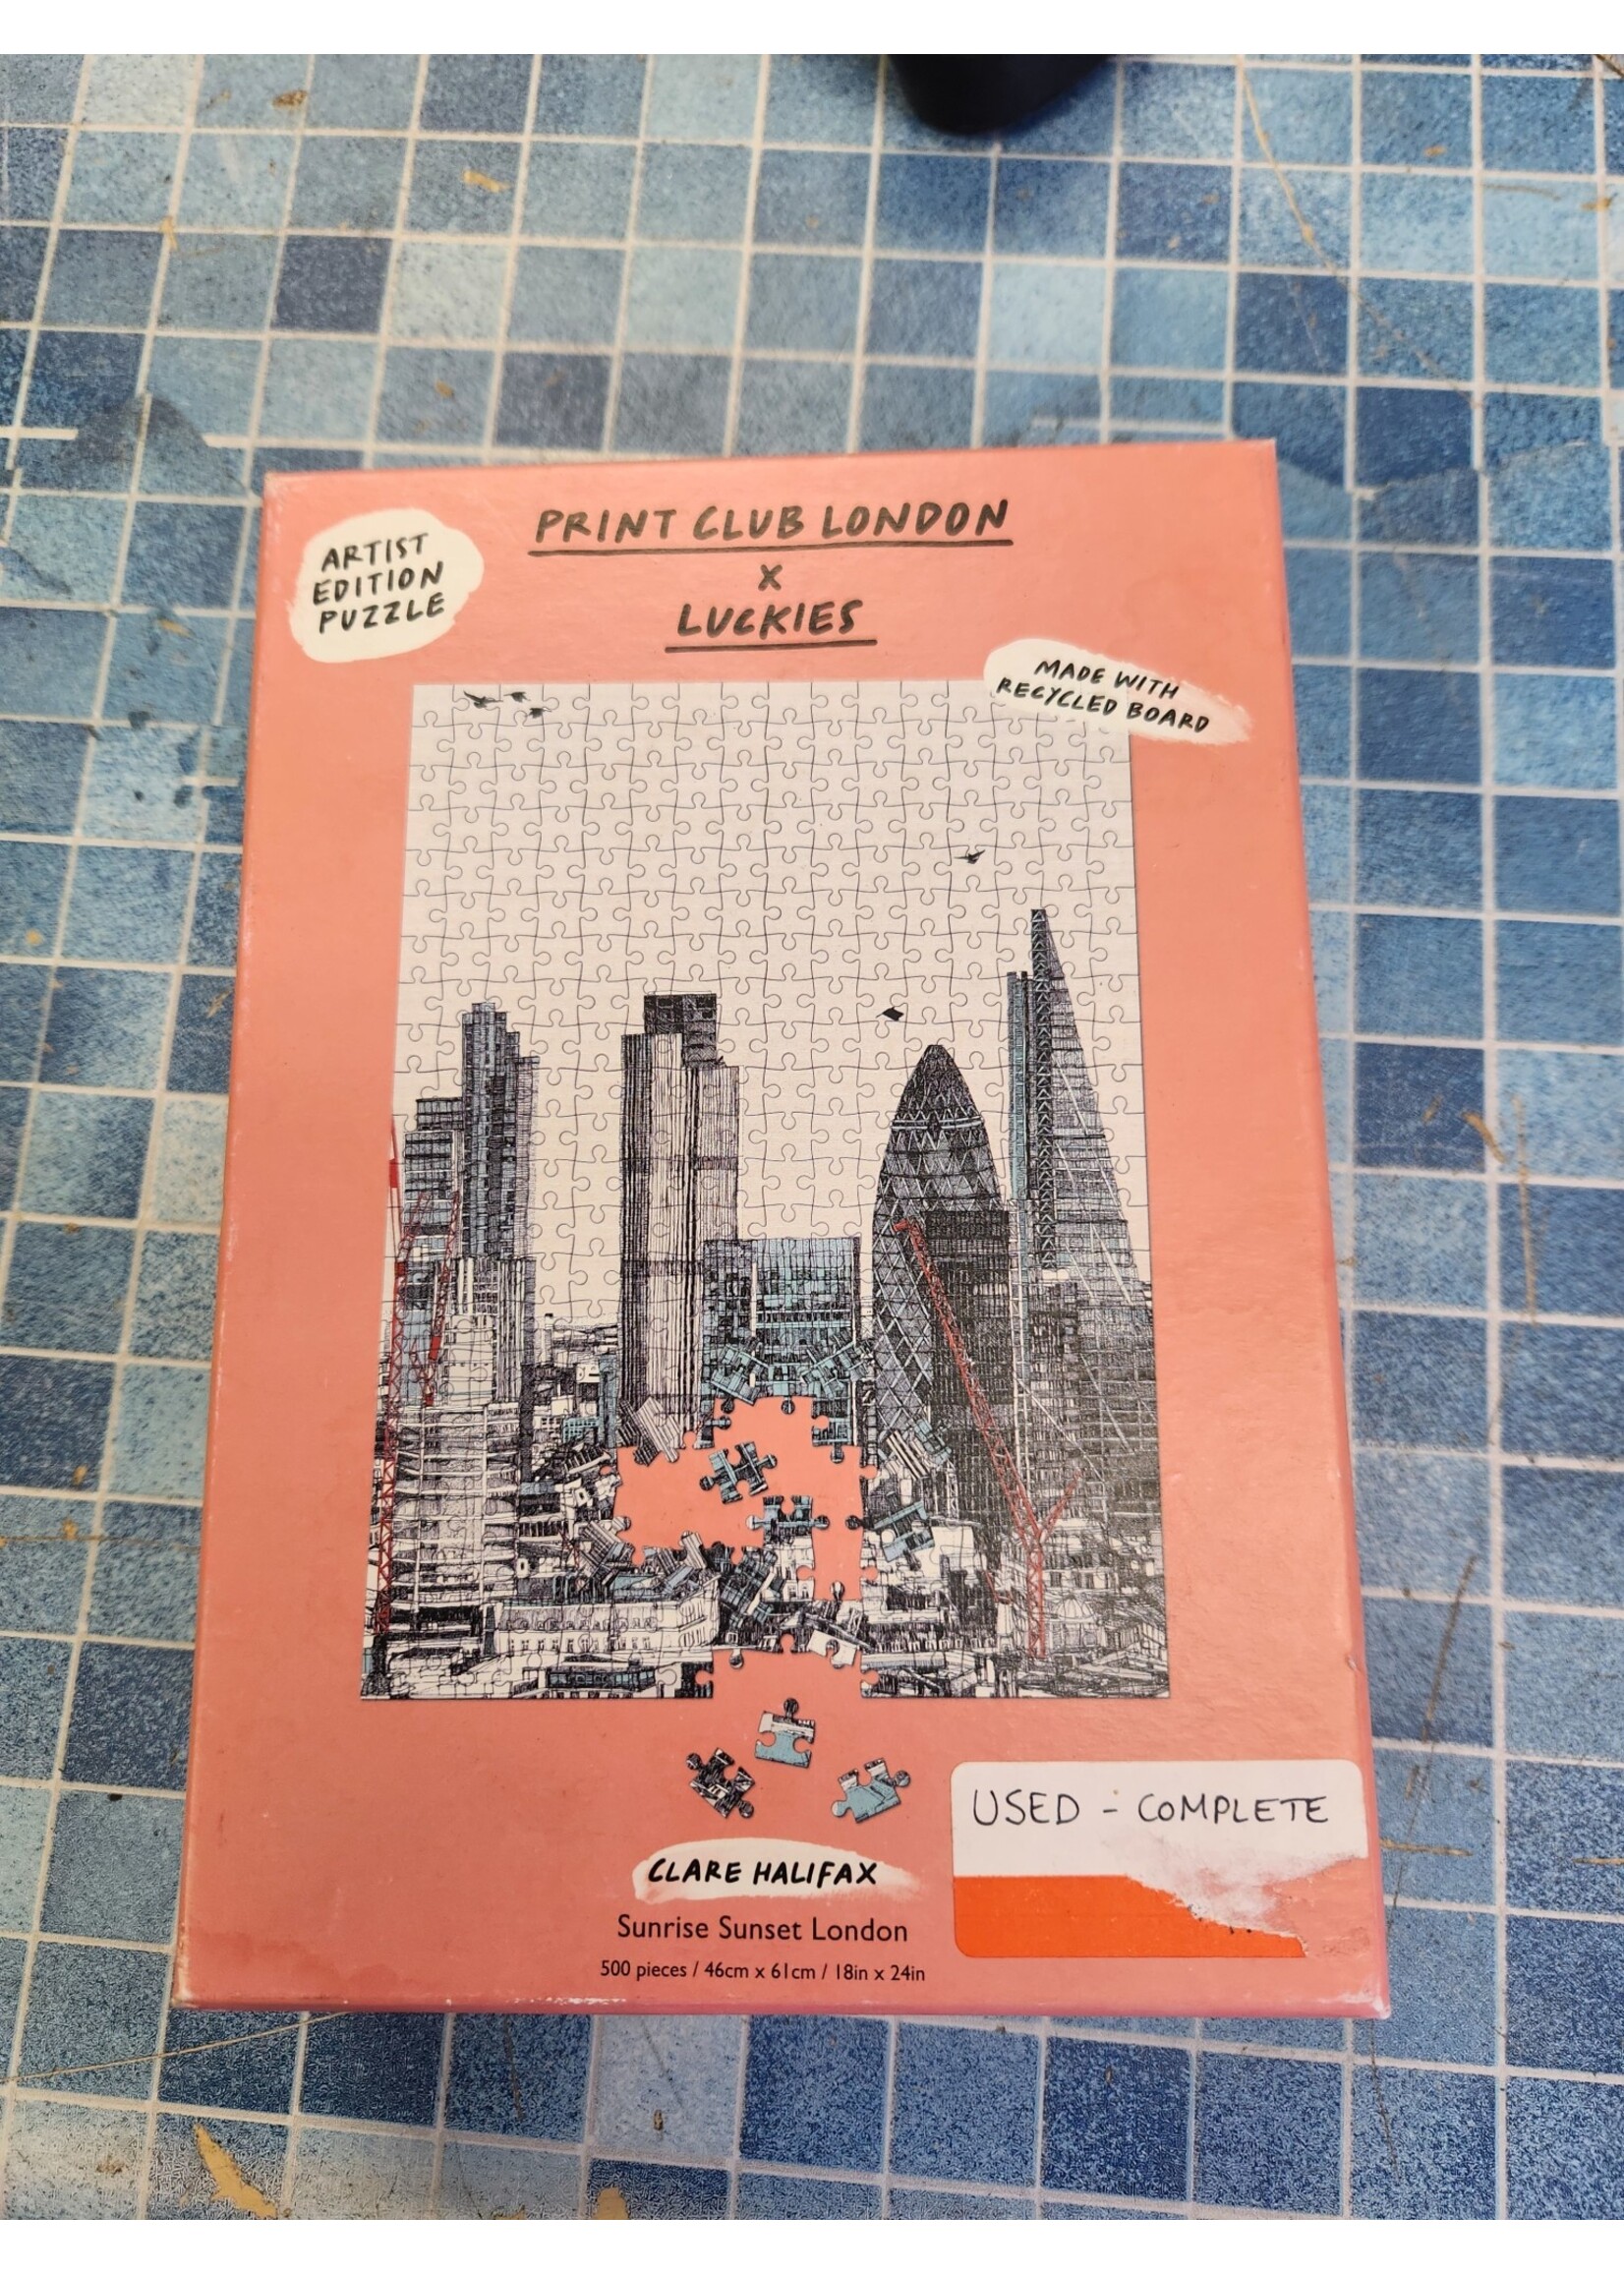 PRINT CLUB LONDON
X
LUCKIES
ARTIST
EDITION
PUZZLE
MADE WITH
RECYCLED BOARD
USED - COMPLETE
CLARE HALIFAX
Sunrise Sunset London
500 pieces / 46cm x 61cm / 18in x 24in